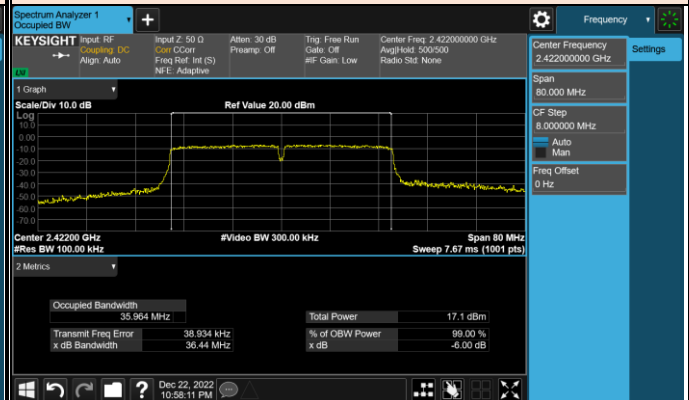 Spectrum Analyzer 1
Occupied BW
+
Frequency
KEYSIGHT
Input: RF
Coupling: DC
Align: Auto
Input Z: 50 Ω
Corr CCorr
Freq Ref: Int (S)
NFE: Adaptive
Atten: 30 dB
Preamp: Off
Trig: Free Run
Gate: Off
#IF Gain: Low
Center Freq: 2.422000000 GHz
Avg|Hold: 500/500
Radio Std: None
LXI
Center Frequency
2.422000000 GHz
Settings
Span
80.000 MHz
CF Step
8.000000 MHz
Auto
Man
Freq Offset
0 Hz
1 Graph
Scale/Div 10.0 dB
Ref Value 20.00 dBm
Log
10.0
0.00
-10.0
-20.0
-30.0
-40.0
-50.0
-60.0
-70.0
Center 2.42200 GHz
#Video BW 300.00 kHz
Span 80 MHz
#Res BW 100.00 kHz
Sweep 7.67 ms (1001 pts)
2 Metrics
Occupied Bandwidth
35.964 MHz
Total Power 17.1 dBm
Transmit Freq Error 38.934 kHz
% of OBW Power 99.00 %
x dB Bandwidth 36.44 MHz
x dB -6.00 dB
?
Dec 22, 2022
10:58:11 PM